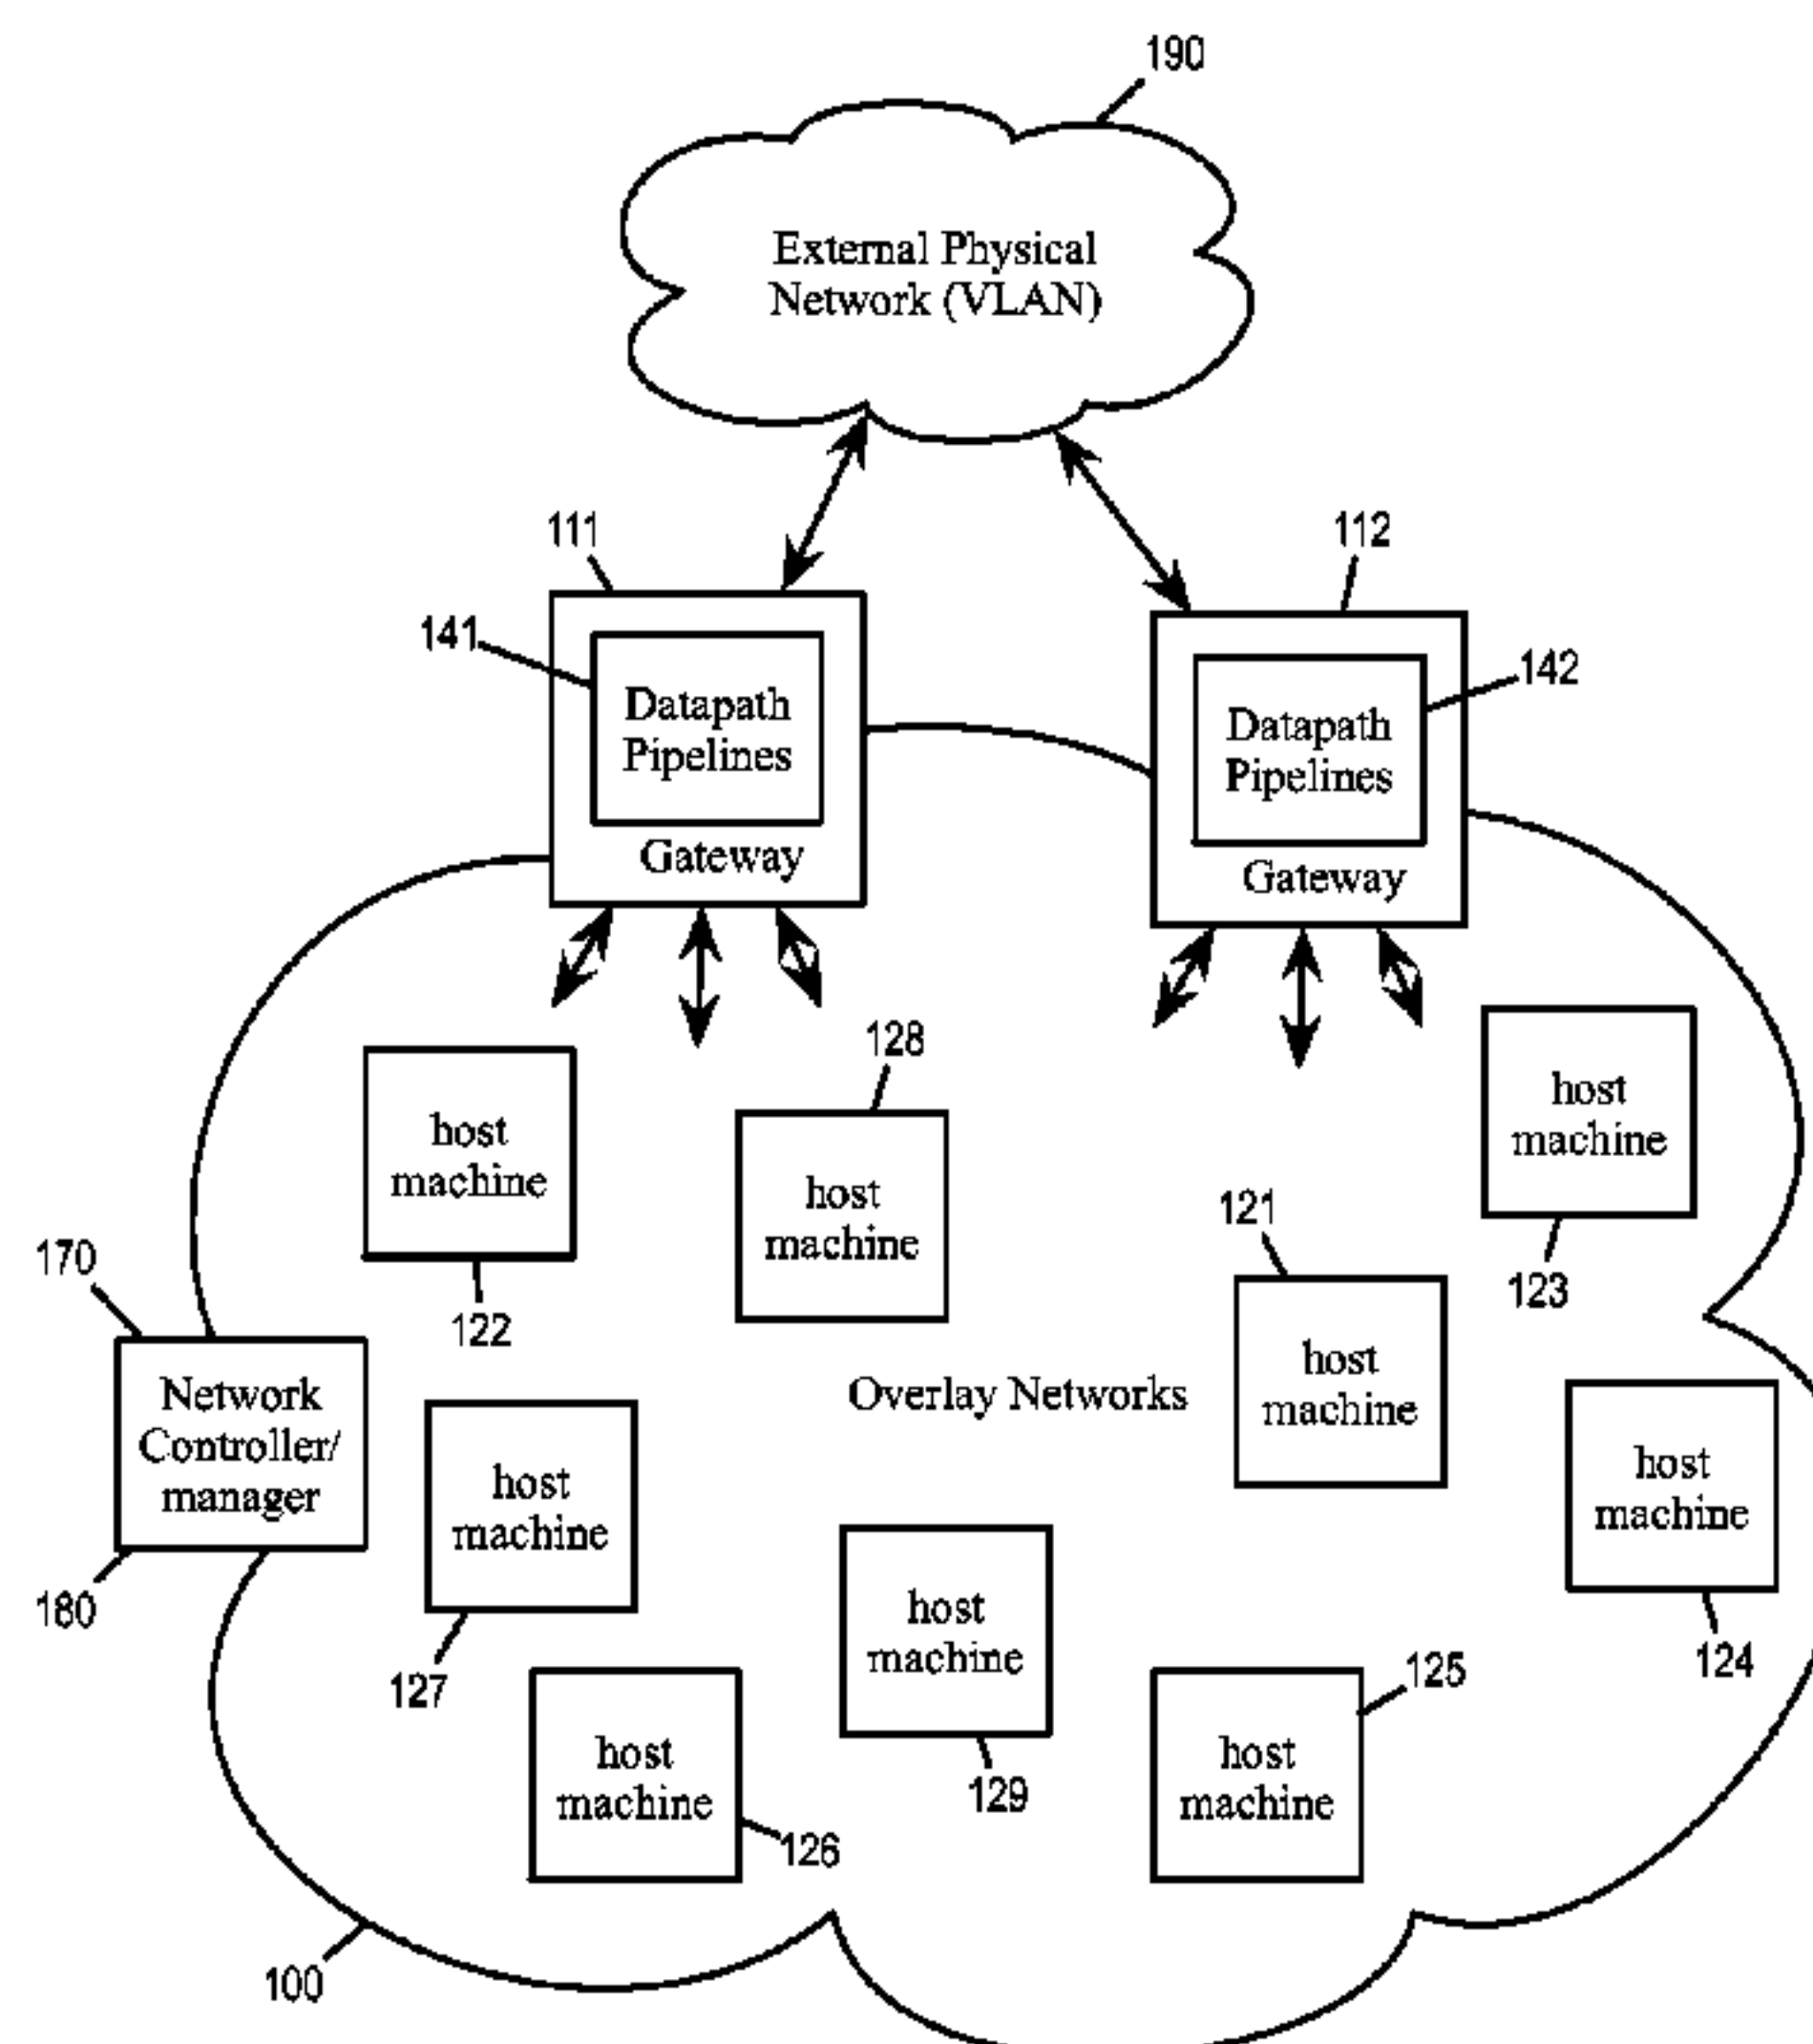 190
External Physical
Network (VLAN)
111
112
141
142
Datapath
Pipelines
Gateway
Datapath
Pipelines
Gateway
128
host
machine
122
host
machine
host
machine
123
121
host
machine
170
Network
Controller/
manager
180
Overlay Networks
host
machine
124
host
machine
127
host
machine
129
125
host
machine
host
machine
126
100